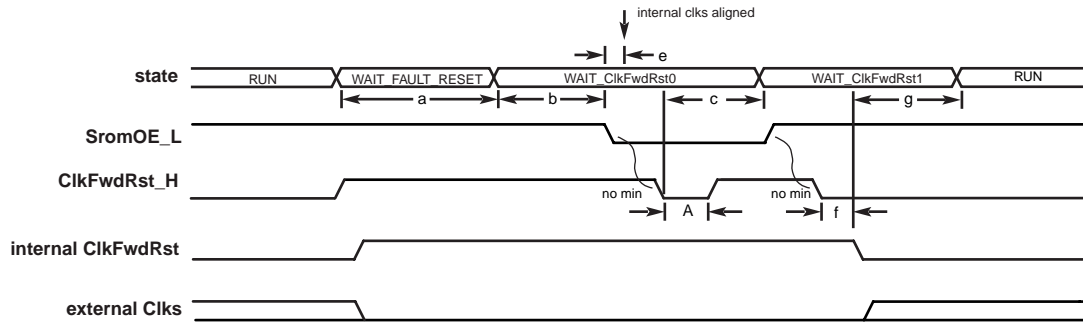 internal clks aligned
e
state
RUN
WAIT_FAULT_RESET
WAIT_ClkFwdRst0
WAIT_ClkFwdRst1
RUN
a
b
c
g
SromOE_L
ClkFwdRst_H
no min
no min
A
f
internal ClkFwdRst
external Clks